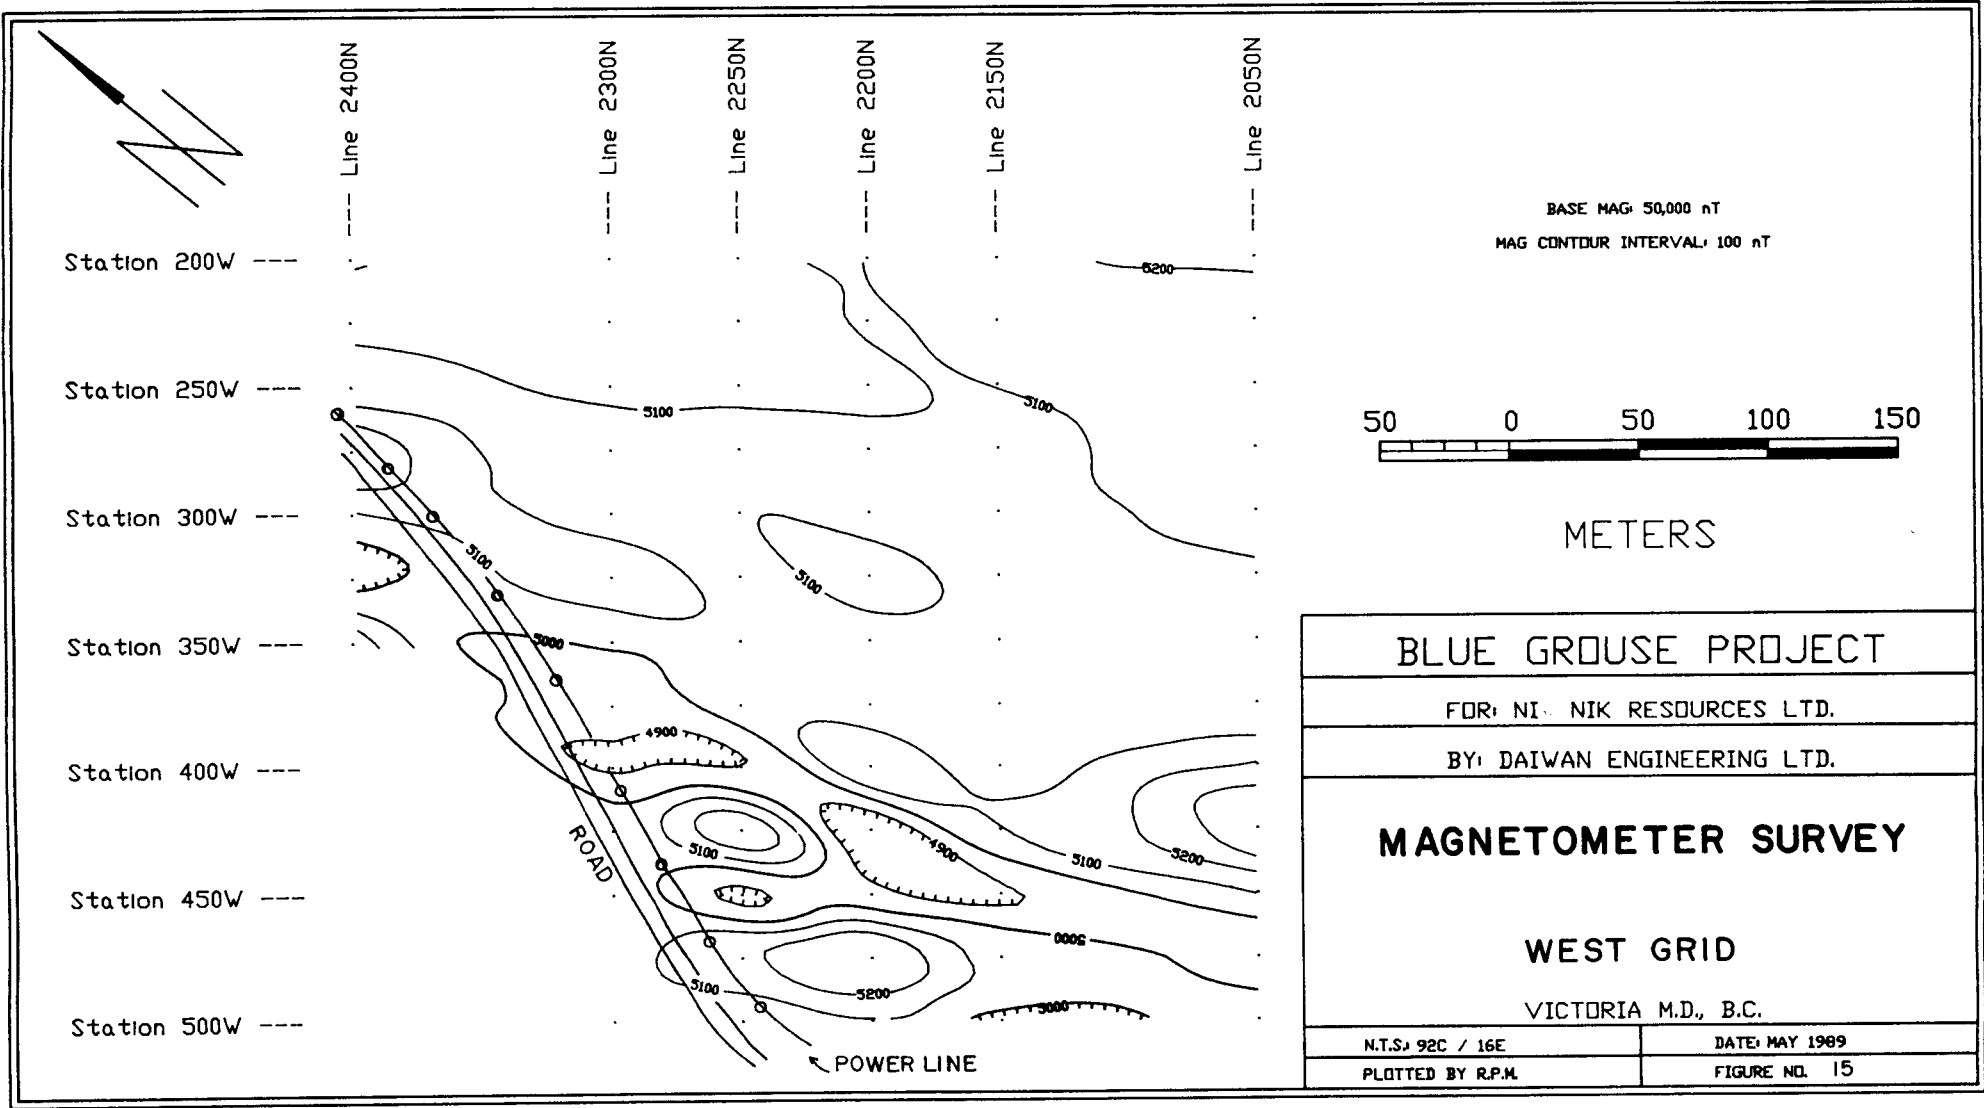 Line 2400N
Line 2300N
Line 2250N
Line 2200N
Line 2150N
Line 2050N
BASE MAG: 50,000 nT
MAG CONTOUR INTERVAL: 100 nT
Station 200W
5200
Station 250W
5100
5100
50 0 50 100 150
METERS
Station 300W
5100
5100
Station 350W
5000
BLUE GROUSE PROJECT
FOR: NI NIK RESOURCES LTD.
BY: DAIWAN ENGINEERING LTD.
4900
Station 400W
MAGNETOMETER SURVEY
ROAD
5100
4900
5100
5200
Station 450W
5000
WEST GRID
5100
5200
5000
VICTORIA M.D., B.C.
Station 500W
POWER LINE
N.T.S.: 92C / 16E
DATE: MAY 1989
PLOTTED BY R.P.M.
FIGURE NO. 15